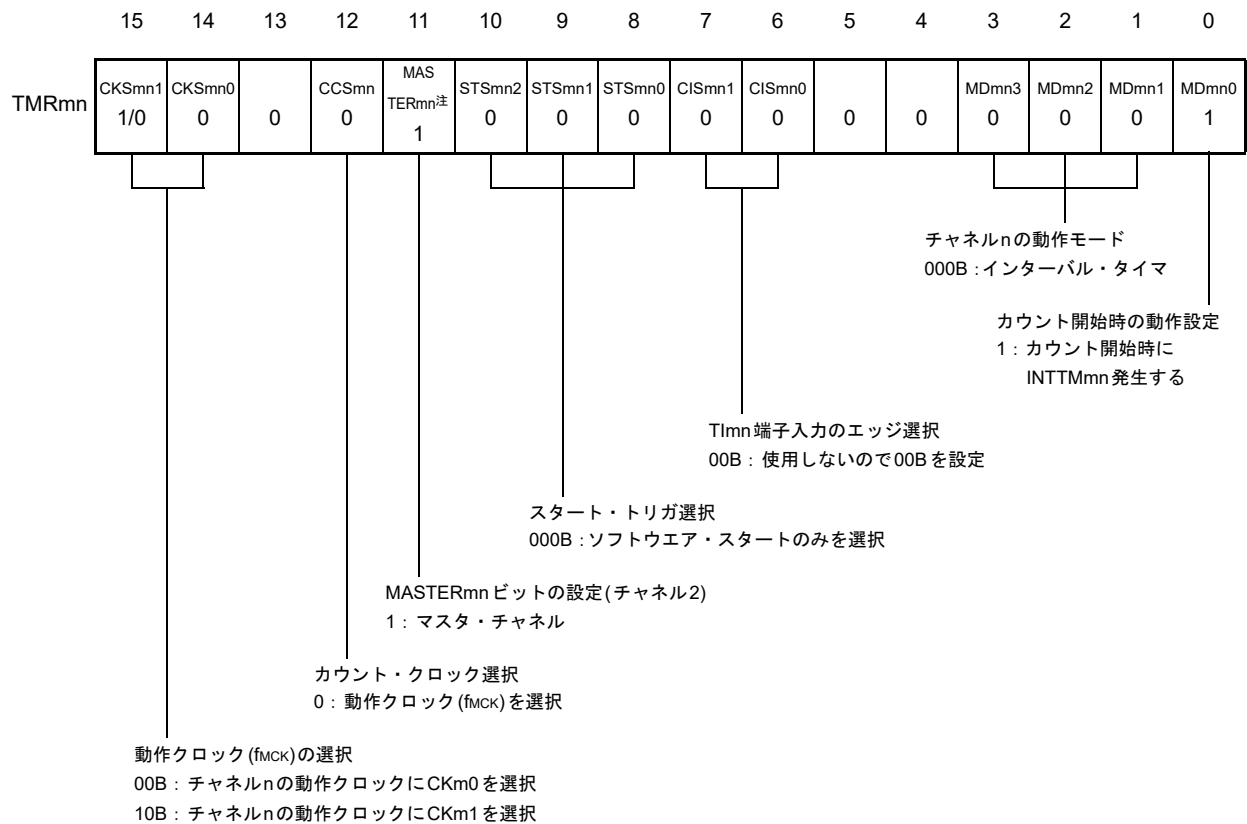 15 14 13 12 11 10 9 8 7 6 5 4 3 2 1 0
TMRmn
CKSmn1 CKSmn0 CCSmn MAS STSmn2 STSmn1 STSmn0 CISmn1 CISmn0 MDmn3 MDmn2 MDmn1 MDmn0
TERmn注
1/0 0 0 0 1 0 0 0 0 0 0 0 0 0 0 1
チャネルnの動作モード
000B：インターバル・タイマ
カウント開始時の動作設定
1：カウント開始時に
INTTMmn発生する
TImn端子入力のエッジ選択
00B：使用しないので00Bを設定
スタート・トリガ選択
000B：ソフトウエア・スタートのみを選択
MASTERmnビットの設定(チャネル2)
1：マスタ・チャネル
カウント・クロック選択
0：動作クロック(fMCK)を選択
動作クロック(fMCK)の選択
00B：チャネルnの動作クロックにCKm0を選択
10B：チャネルnの動作クロックにCKm1を選択